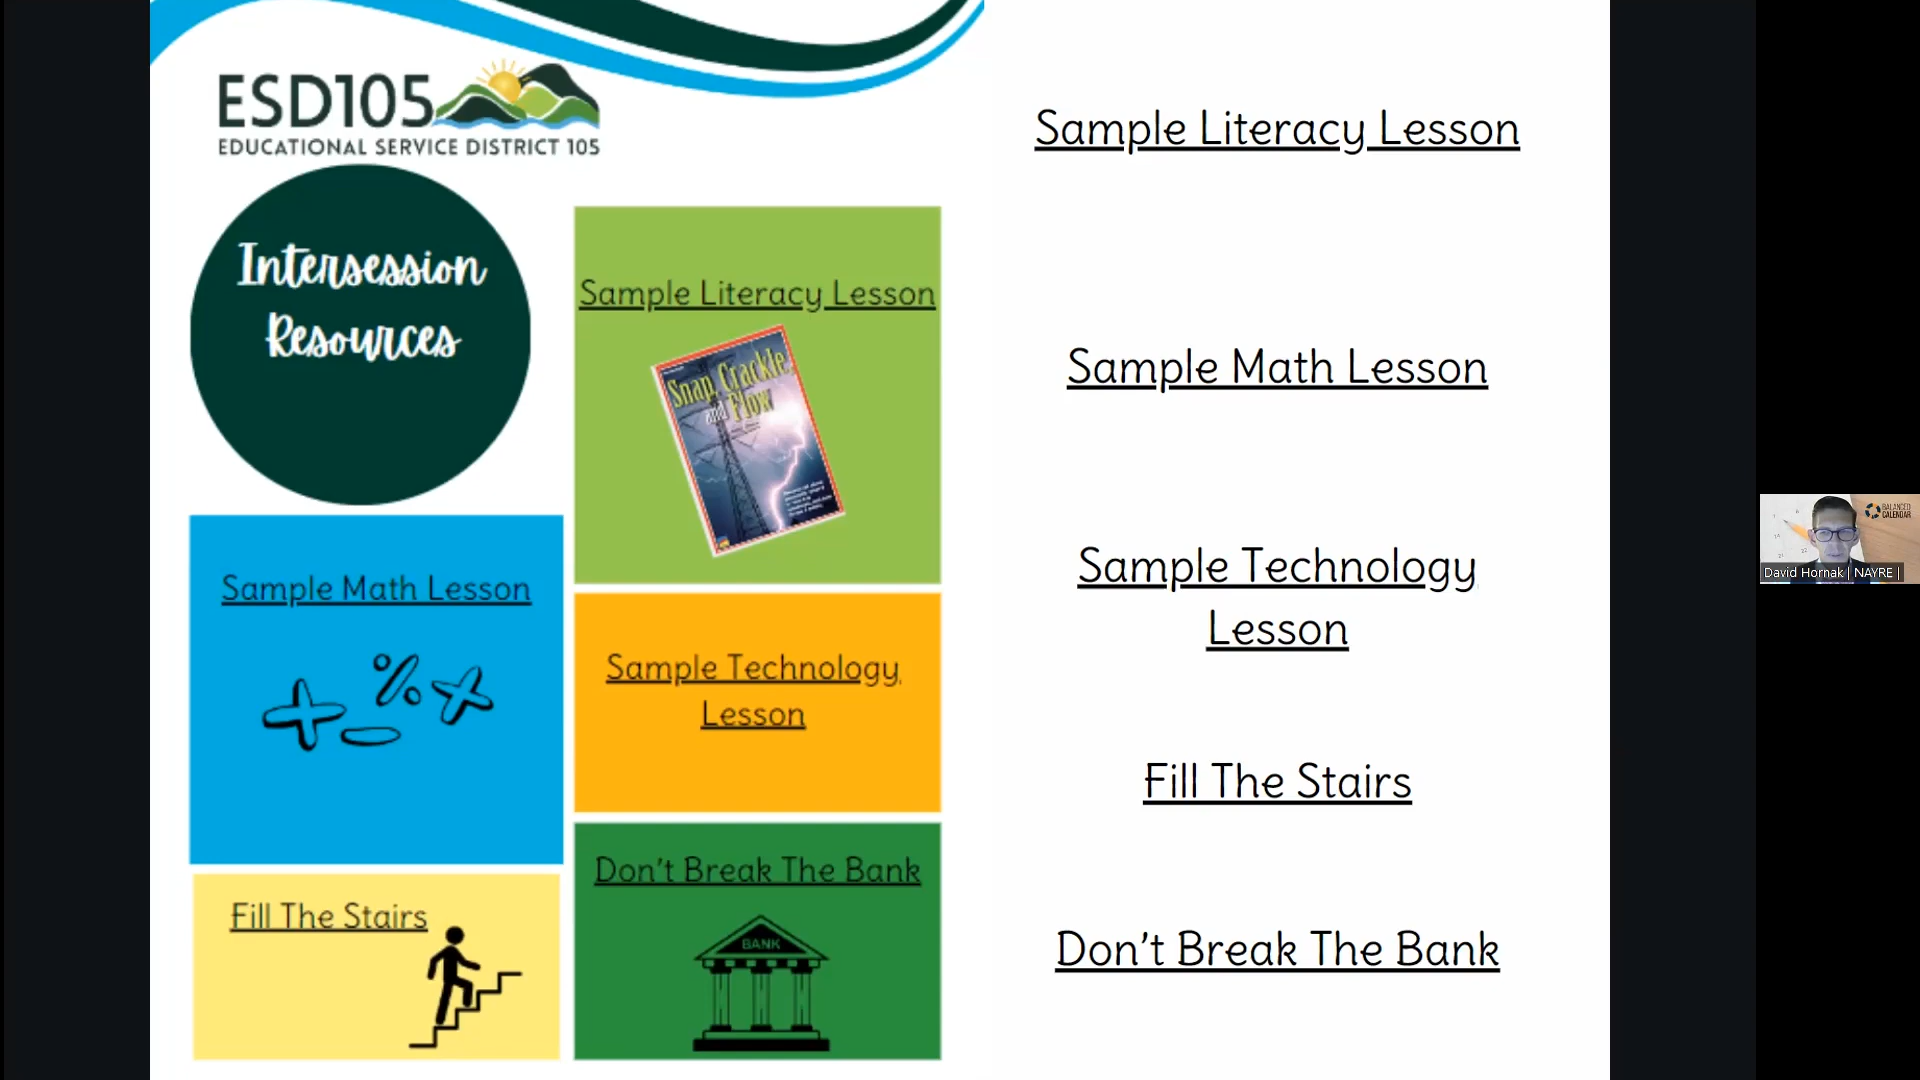 ESD105
EDUCATIONAL SERVICE DISTRICT 105
Intersession
Resources
Sample Literacy Lesson
Snap, Crackle,
and Flow
Sample Math Lesson
Sample Technology
Lesson
Fill The Stairs
Don't Break The Bank
BANK
Sample Literacy Lesson
Sample Math Lesson
Sample Technology
Lesson
Fill The Stairs
Don't Break The Bank
BALANCED
CALENDAR
David Hornak | NAYRE |